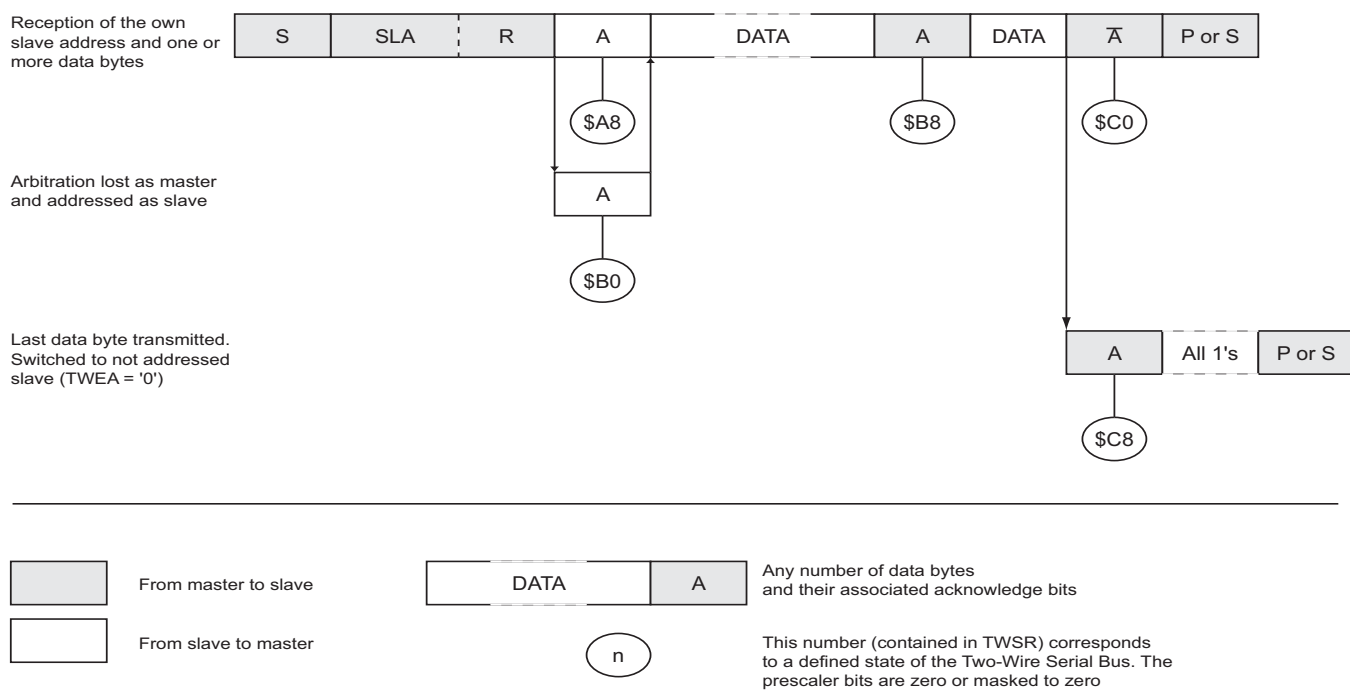 Reception of the own
slave address and one or
more data bytes
S SLA R A DATA A DATA A̅ P or S
$A8 $B8 $C0
Arbitration lost as master
and addressed as slave
A
$B0
Last data byte transmitted.
Switched to not addressed
slave (TWEA = '0')
A All 1's P or S
$C8
From master to slave
DATA A
Any number of data bytes
and their associated acknowledge bits
From slave to master
n
This number (contained in TWSR) corresponds
to a defined state of the Two-Wire Serial Bus. The
prescaler bits are zero or masked to zero